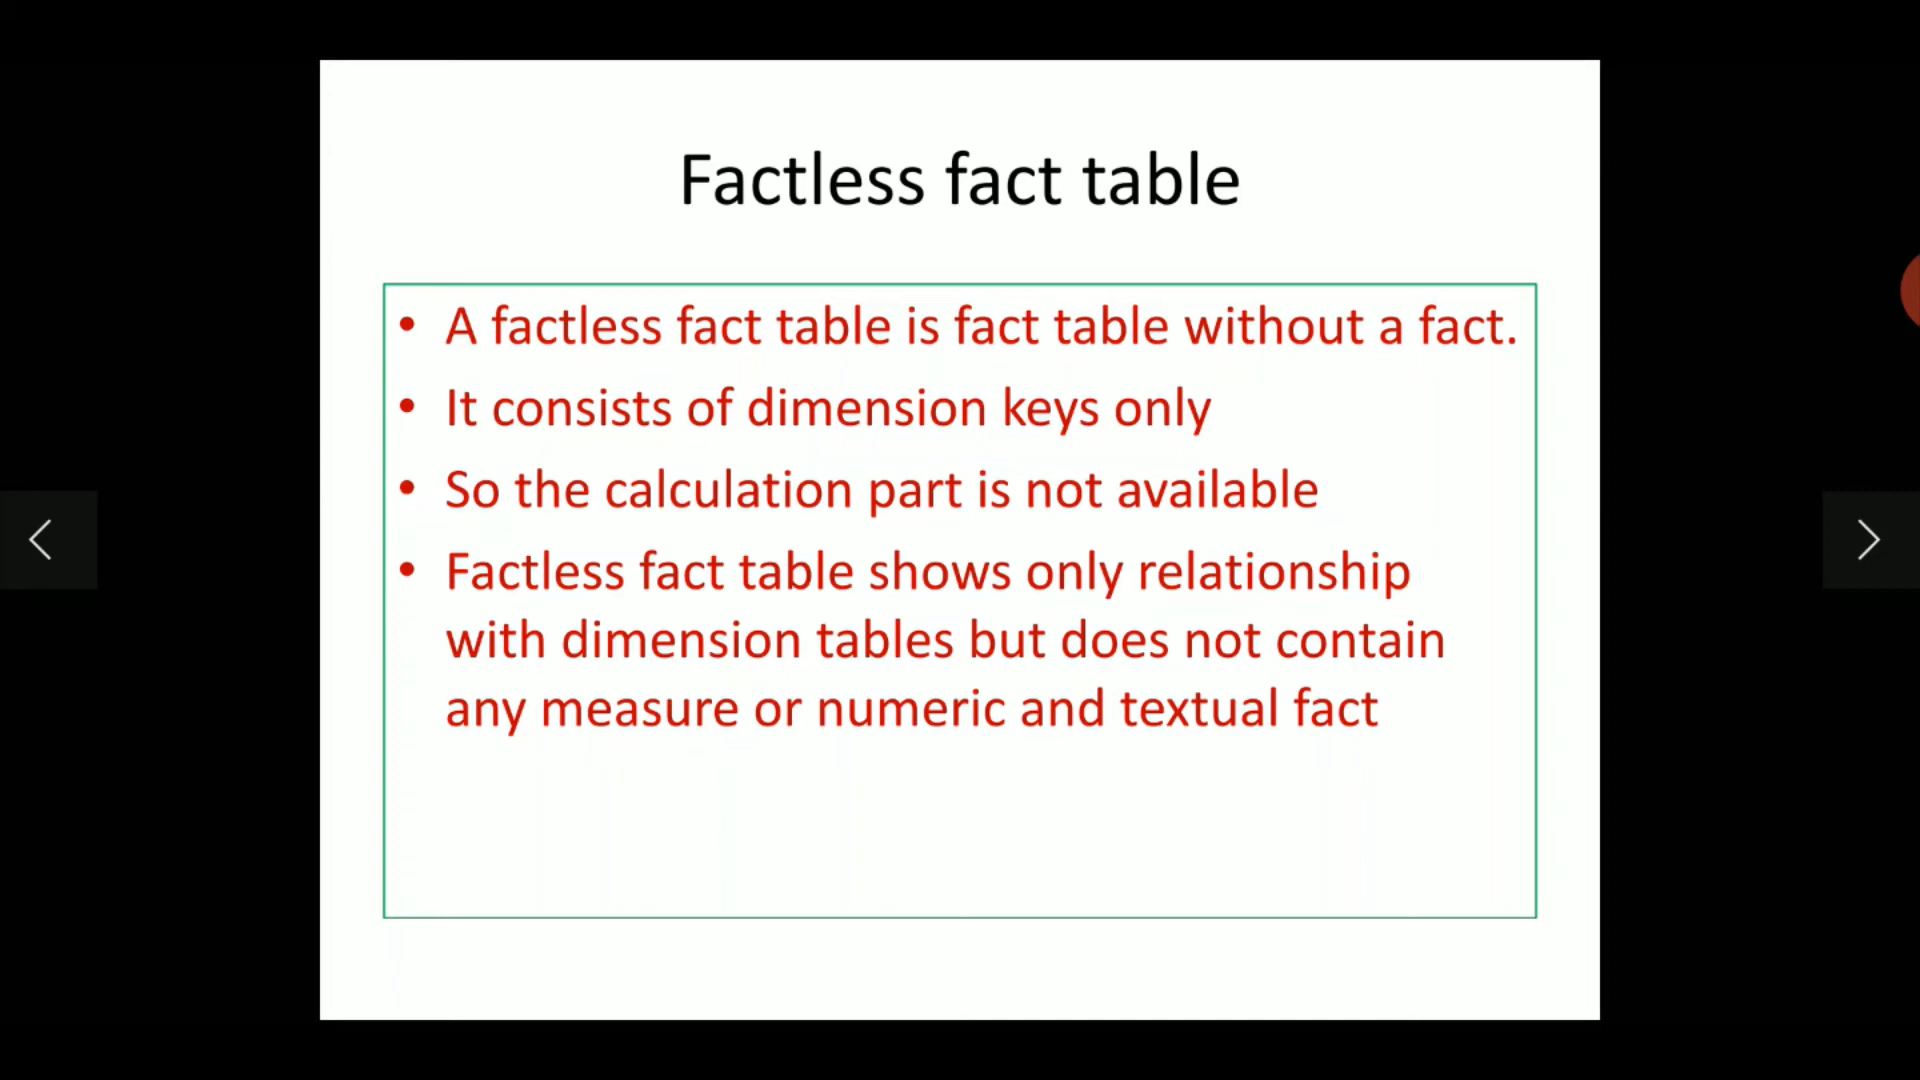 Factless fact table
• A factless fact table is fact table without a fact.
• It consists of dimension keys only
• So the calculation part is not available
• Factless fact table shows only relationship
with dimension tables but does not contain
any measure or numeric and textual fact